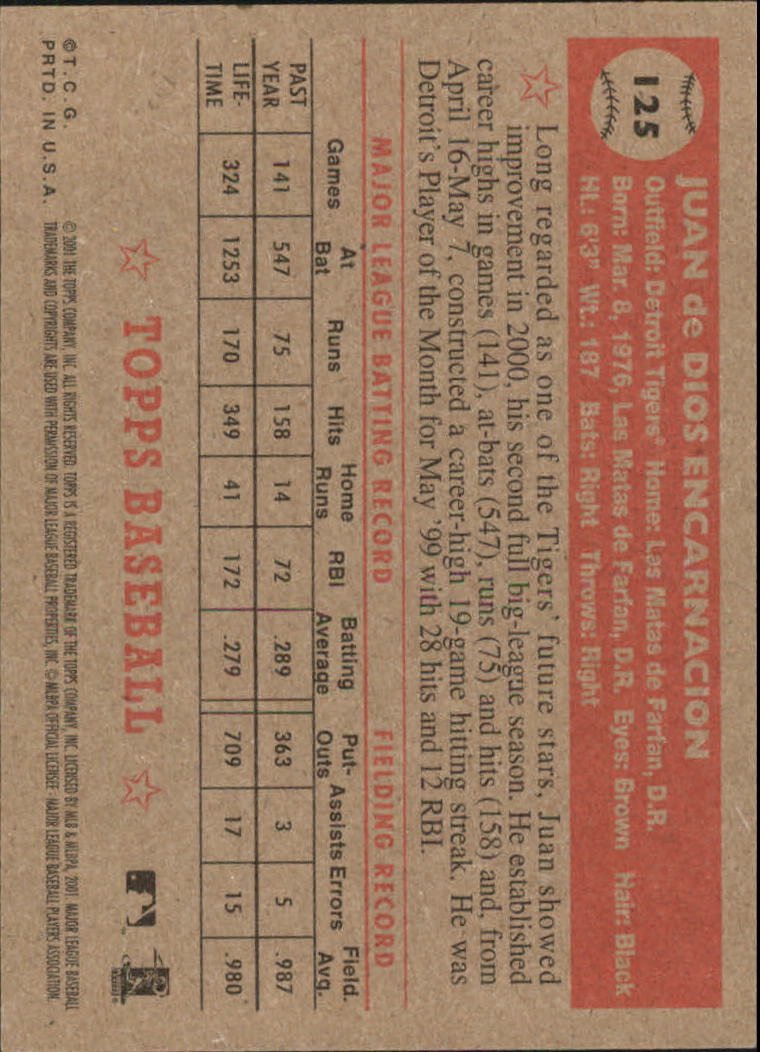 125
JUAN de DIOS ENCARNACION
Outfield: Detroit Tigers® Home: Las Matas de Farfan, D.R.
Born: Mar. 8, 1976, Las Matas de Farfan, D.R. Eyes: Brown Hair: Black
Ht.: 6'3" Wt.: 187 Bats: Right Throws: Right
Long regarded as one of the Tigers' future stars, Juan showed
improvement in 2000, his second full big-league season. He established
career highs in games (141), at-bats (547), runs (75) and hits (158) and, from
April 16-May 7, constructed a career-high 19-game hitting streak. He was
Detroit's Player of the Month for May '99 with 28 hits and 12 RBI.
MAJOR LEAGUE BATTING RECORD FIELDING RECORD
Games At Bat Runs Hits Home Runs RBI Batting Average Put-Outs Assists Errors Field. Avg.
PAST YEAR 141 547 75 158 14 72 .289 363 3 5 .987
LIFE-TIME 324 1253 170 349 41 172 .279 709 17 15 .980
TOPPS BASEBALL
© T. C. G. © 2001 THE TOPPS COMPANY, INC. ALL RIGHTS RESERVED. TOPPS IS A REGISTERED TRADEMARK OF THE TOPPS COMPANY, INC. LICENSED BY MLB & MLBPA, 2001. MAJOR LEAGUE BASEBALL
PRTD. IN U.S.A. TRADEMARKS AND COPYRIGHTS ARE USED WITH PERMISSION OF MAJOR LEAGUE BASEBALL PROPERTIES, INC. © MLBPA OFFICIAL LICENSEE - MAJOR LEAGUE BASEBALL PLAYERS ASSOCIATION.